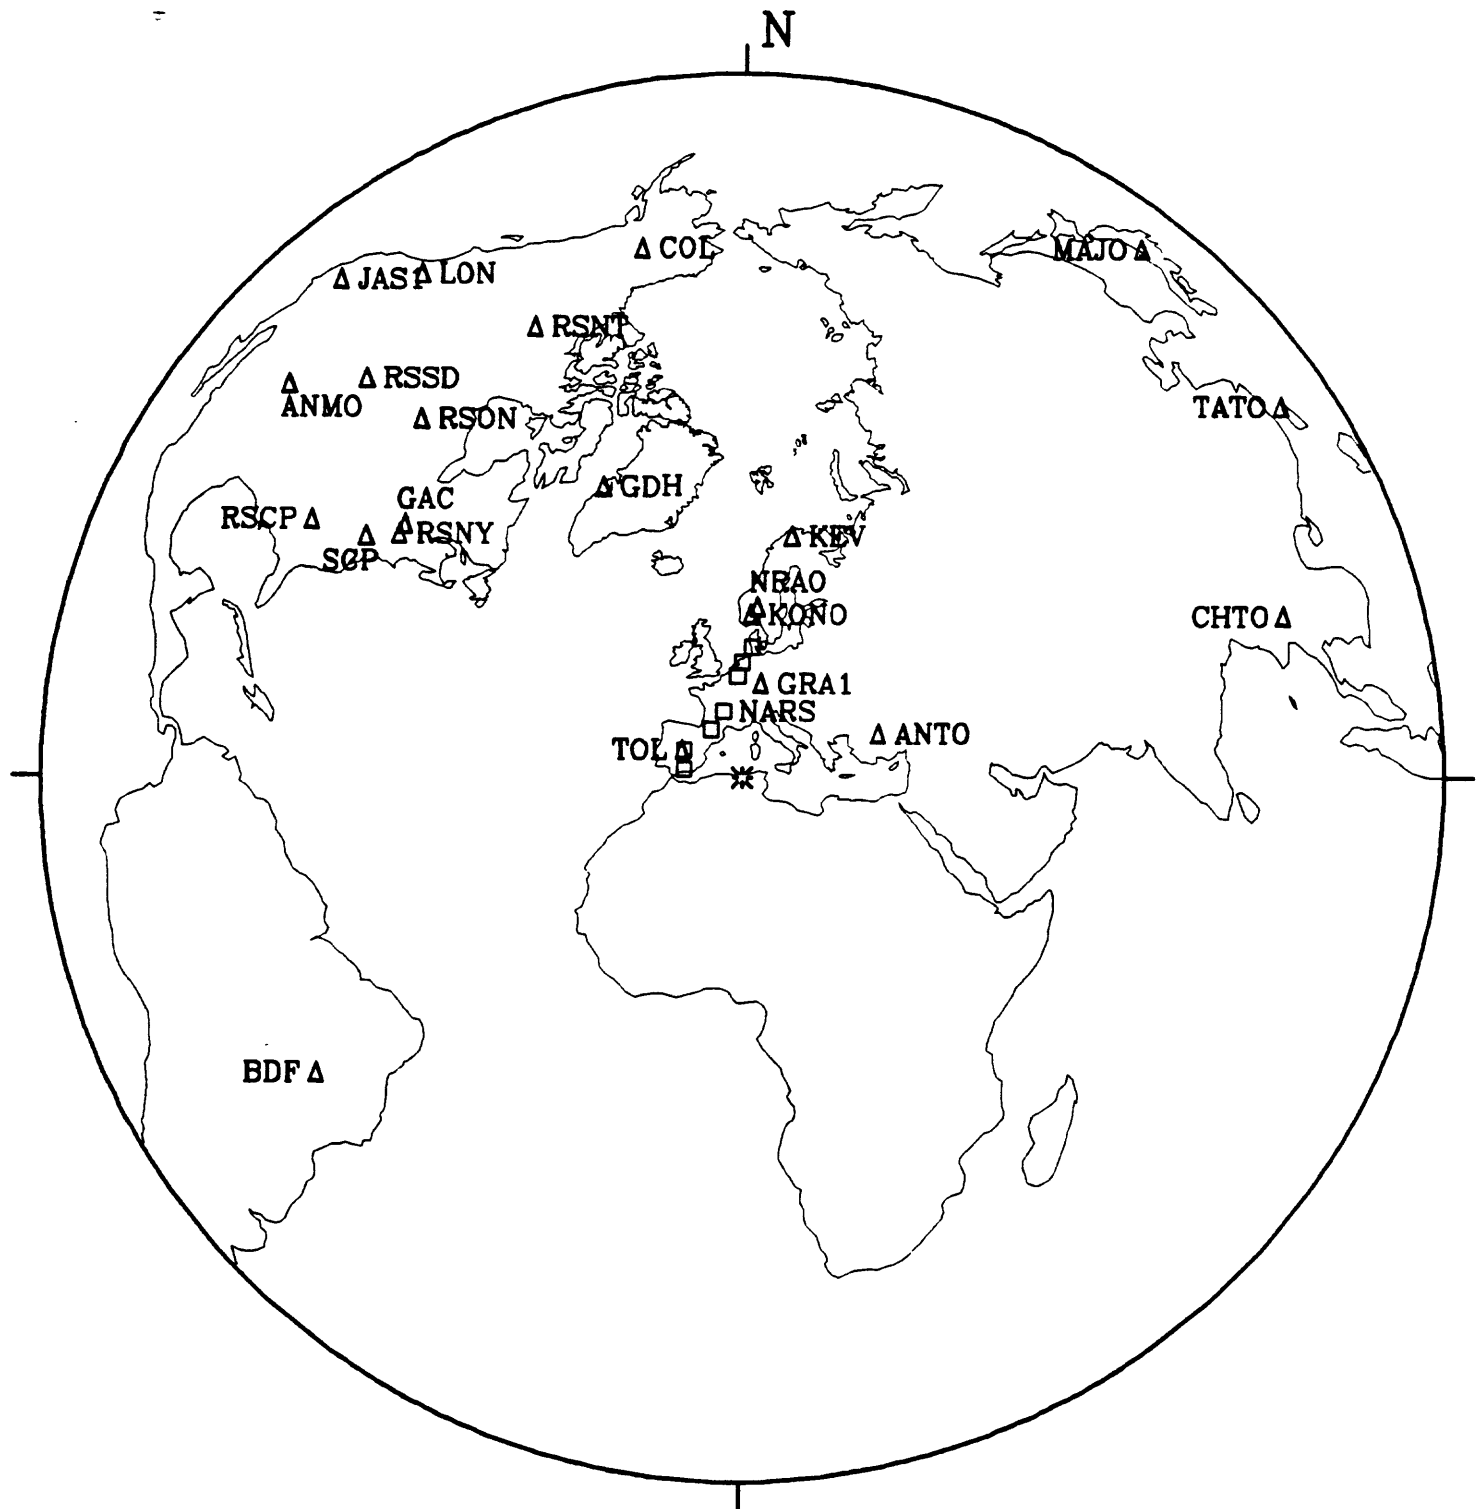 N
COL
MAJO
JAS1
LON
RSNT
RSSD
ANMO
TATO
RSON
GDH
GAC
RSCP
RSNY
KEV
SCP
NRAO
KONO
CHTO
GRA1
NARS
ANTO
TOL
BDF